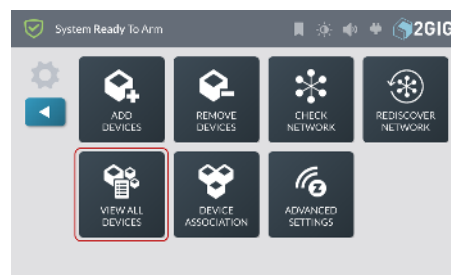 System Ready To Arm
2GIG
ADD
DEVICES
REMOVE
DEVICES
CHECK
NETWORK
REDISCOVER
NETWORK
VIEW ALL
DEVICES
DEVICE
ASSOCIATION
ADVANCED
SETTINGS